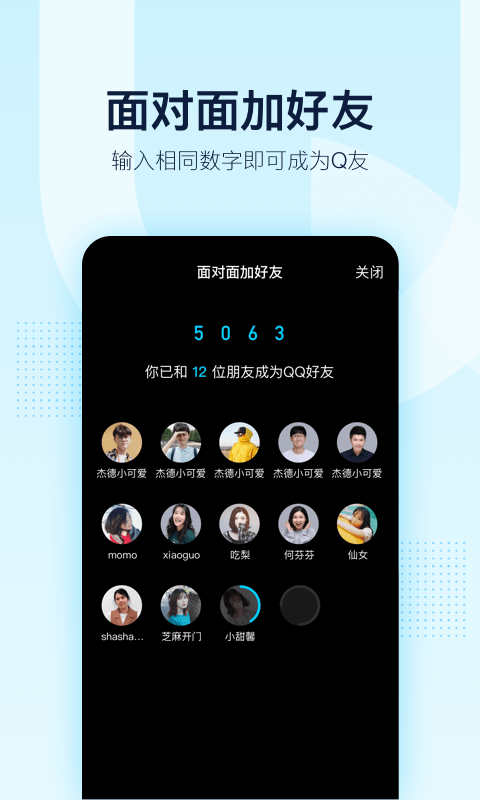 面对面加好友
输入相同数字即可成为Q友
面对面加好友 关闭
5 0 6 3
你已和 12 位朋友成为QQ好友
杰德小可爱 杰德小可爱 杰德小可爱 杰德小可爱 杰德小可爱
momo xiaoguo 吃梨 何芬芬 仙女
shasha... 芝麻开门 小甜馨